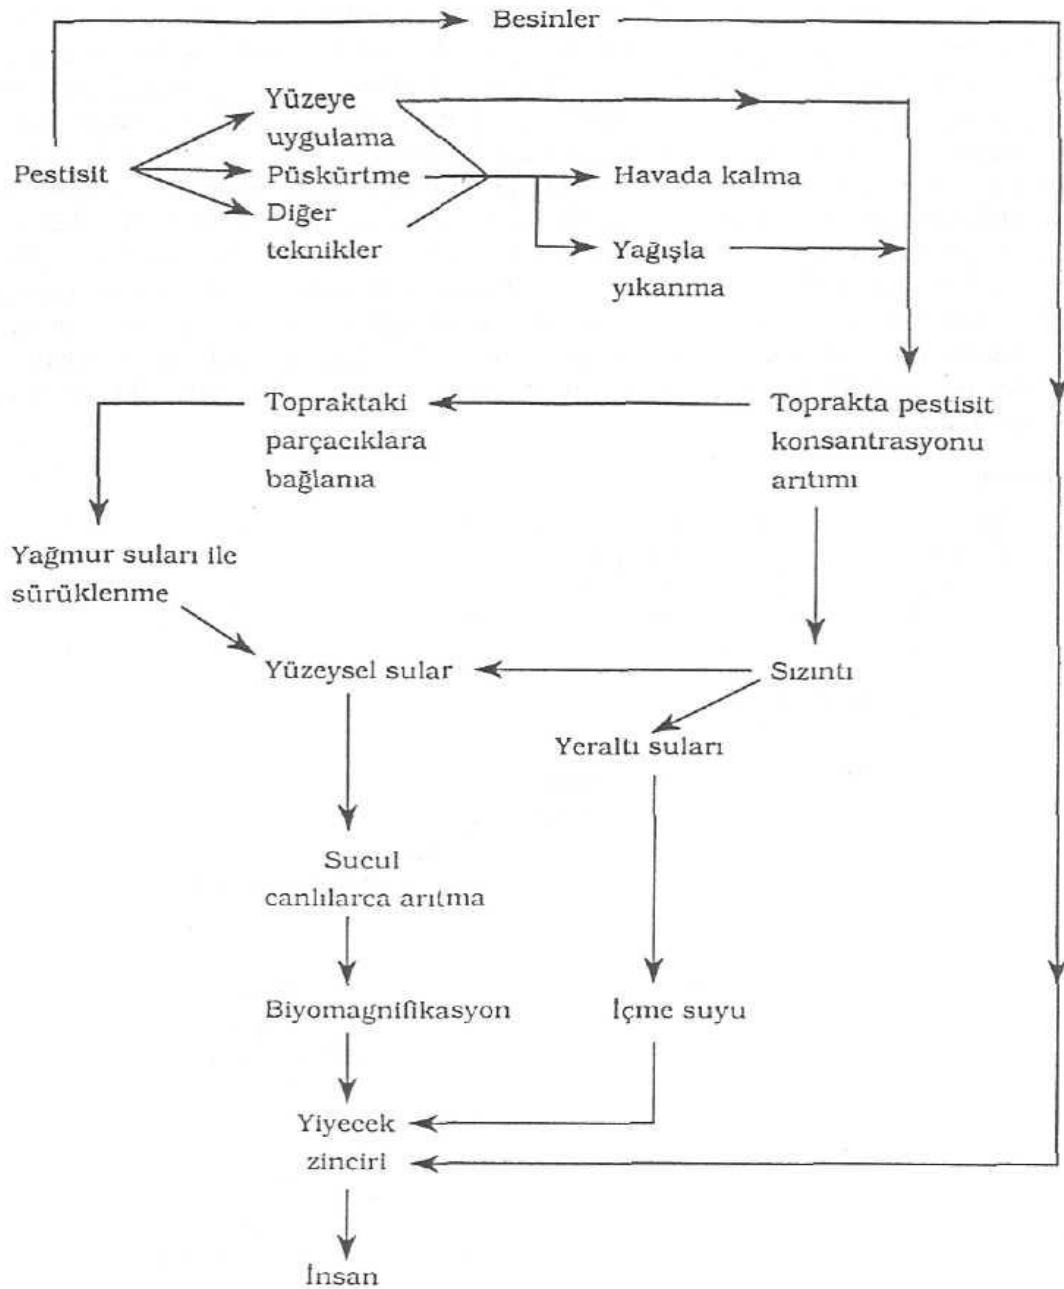 Besinler
Yüzeye
uygulama
Pestisit
Püskürtme
Havada kalma
Diğer
teknikler
Yağışla
yıkanma
Topraktaki
parçacıklara
bağlama
Toprakta pestisit
konsantrasyonu
arıtımı
Yağmur suları ile
sürüklenme
Yüzeysel sular
Sızıntı
Yeraltı suları
Sucul
canlılarca arıtma
Biyomagnifikasyon
İçme suyu
Yiyecek
zinciri
İnsan